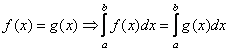 f(x) = g(x) ⇒ ∫_a^b f(x)dx = ∫_a^b g(x)dx